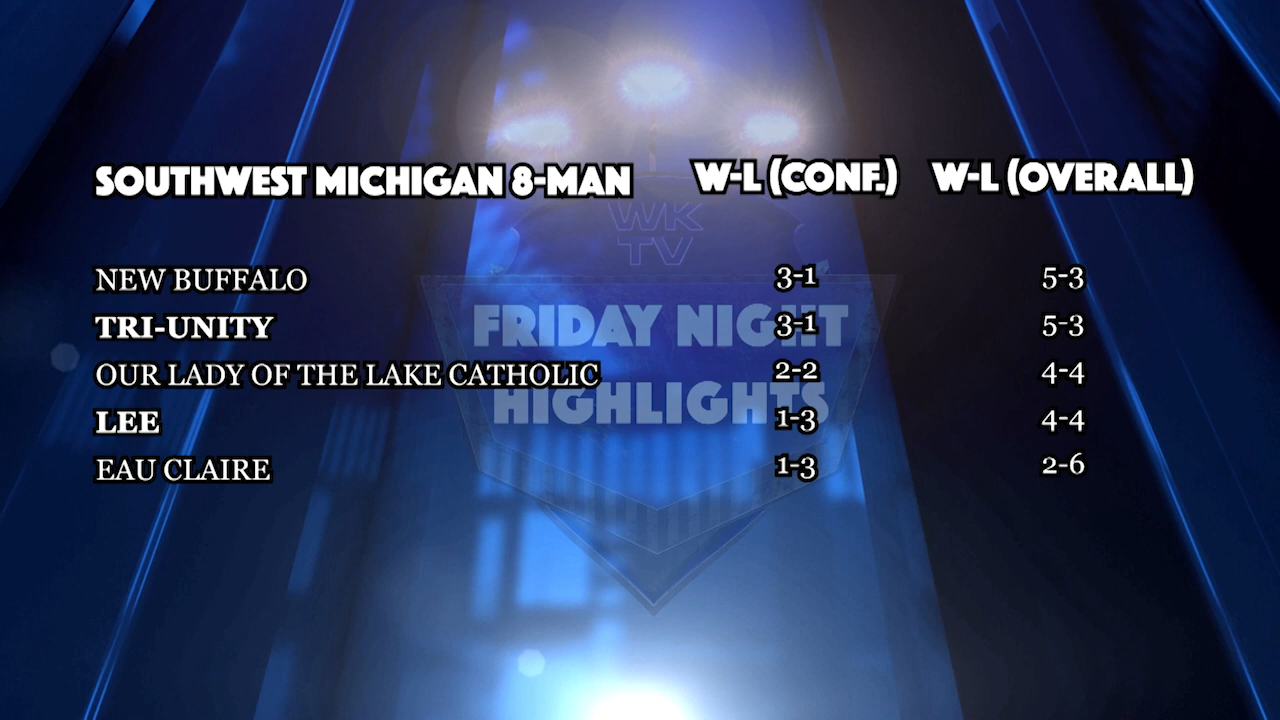 SOUTHWEST MICHIGAN 8-MAN W-L (CONF.) W-L (OVERALL)
WK
TV
NEW BUFFALO 3-1 5-3
FRIDAY NIGHT
TRI-UNITY 3-1 5-3
OUR LADY OF THE LAKE CATHOLIC 2-2 4-4
HIGHLIGHTS
LEE 1-3 4-4
EAU CLAIRE 1-3 2-6